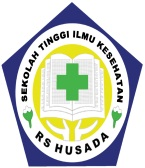 SEKOLAH TINGGI ILMU KESEHATAN
RS HUSADA